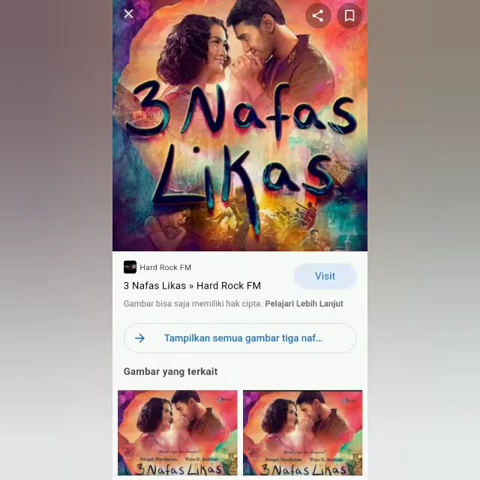 3 Nafas
Likas
Hard Rock FM
3 Nafas Likas » Hard Rock FM
Visit
Gambar bisa saja memiliki hak cipta. Pelajari Lebih Lanjut
Tampilkan semua gambar tiga naf...
Gambar yang terkait
3 Nafas Likas
3 Nafas Likas